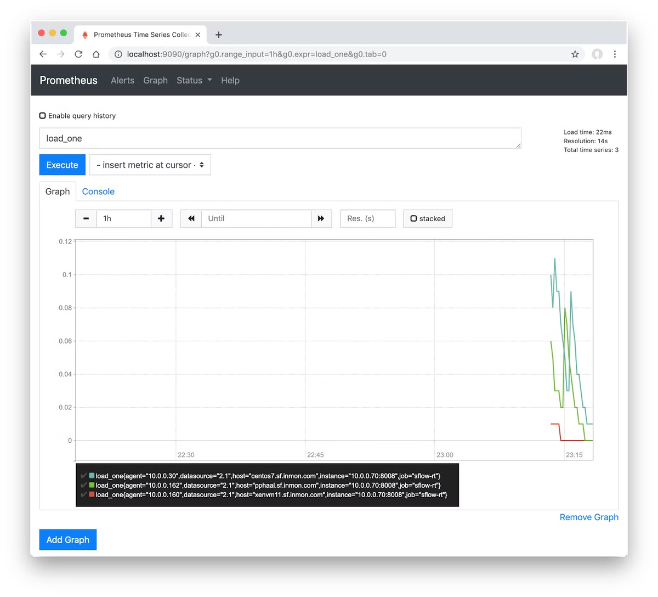 Prometheus Time Series Collec
localhost:9090/graph?g0.range_input=1h&g0.expr=load_one&g0.tab=0
Prometheus Alerts Graph Status Help
Enable query history
load_one
Load time: 22ms
Resolution: 14s
Total time series: 3
Execute - insert metric at cursor -
Graph Console
1h Until Res. (s) stacked
0.12
0.1
0.08
0.06
0.04
0.02
0
22:30 22:45 23:00 23:15
load_one{agent="10.0.0.30",datasource="2.1",host="centos7.sf.inmon.com",instance="10.0.0.70:8008",job="sflow-rt"}
load_one{agent="10.0.0.162",datasource="2.1",host="pphaal.sf.inmon.com",instance="10.0.0.70:8008",job="sflow-rt"}
load_one{agent="10.0.0.160",datasource="2.1",host="xenvm11.sf.inmon.com",instance="10.0.0.70:8008",job="sflow-rt"}
Remove Graph
Add Graph